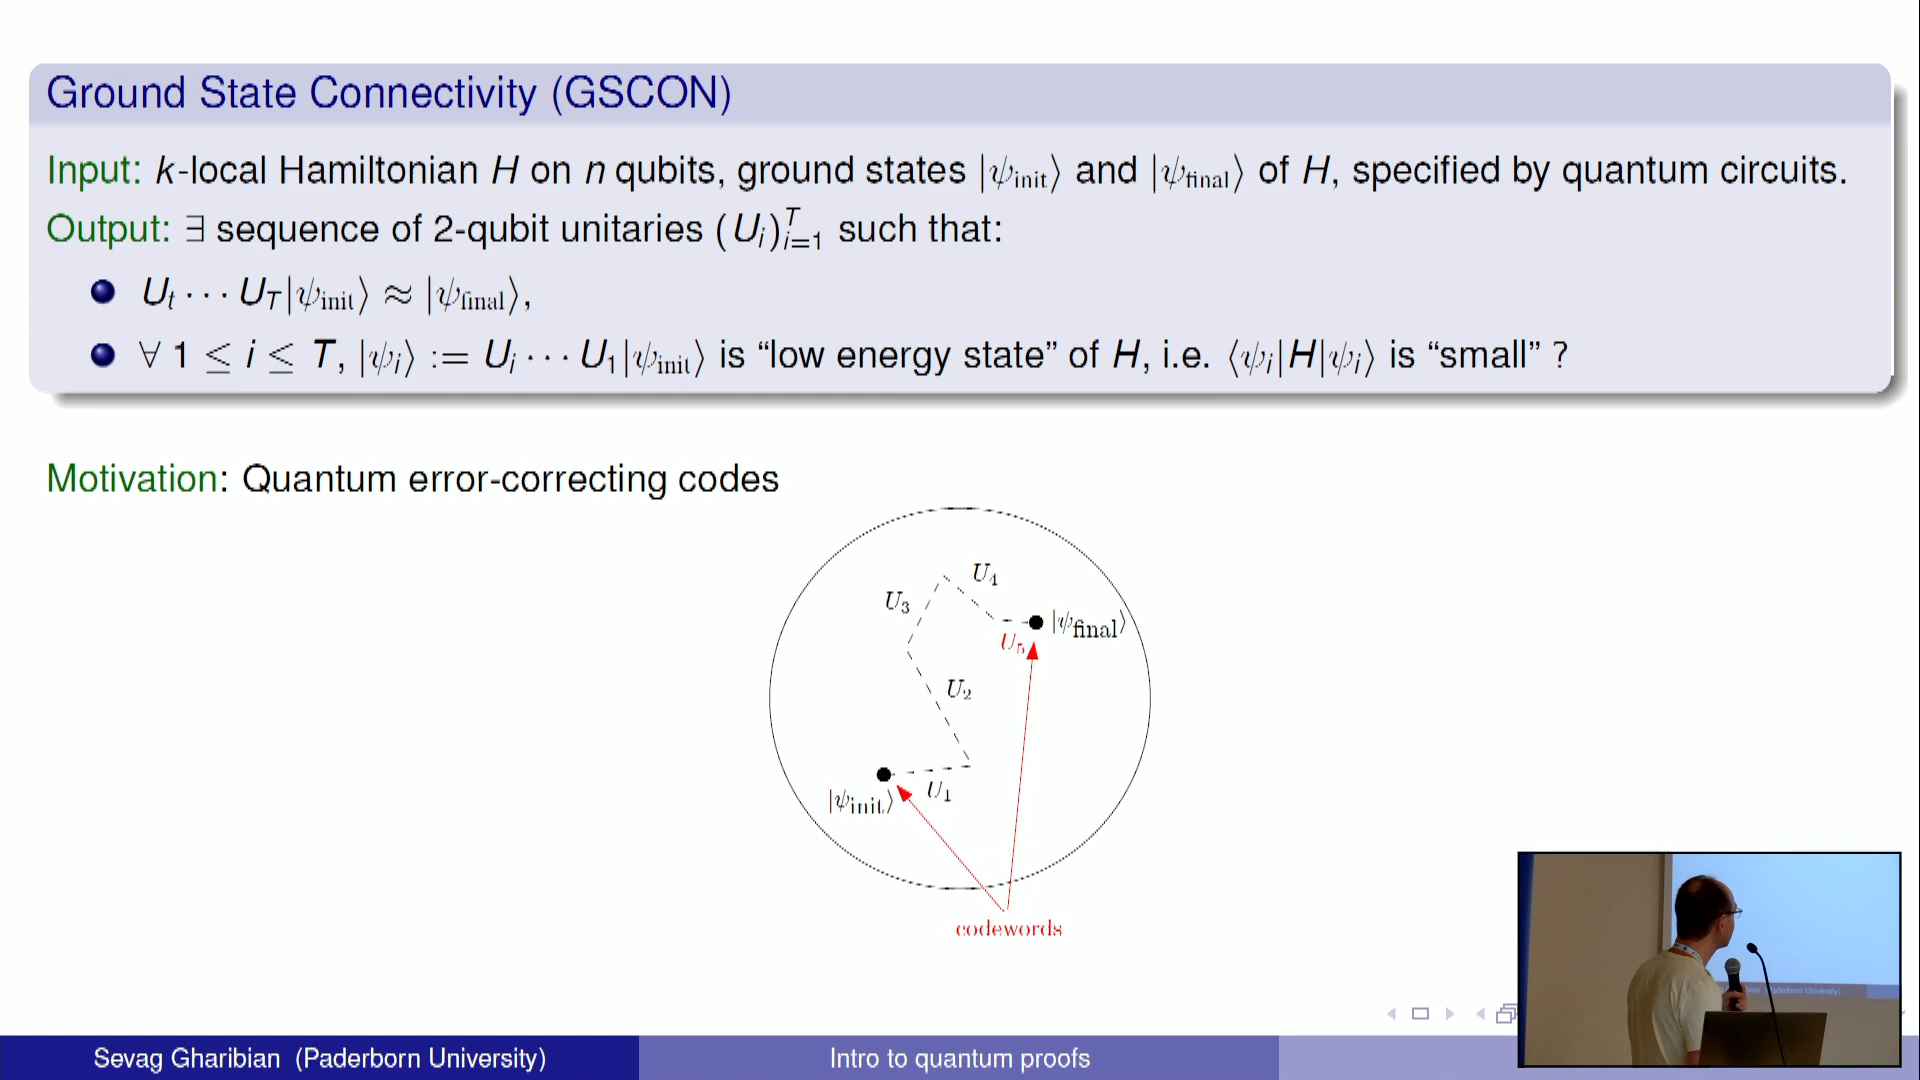 Ground State Connectivity (GSCON)
Input: k-local Hamiltonian H on n qubits, ground states |ψ_init⟩ and |ψ_final⟩ of H, specified by quantum circuits.
Output: ∃ sequence of 2-qubit unitaries (U_i)_{i=1}^T such that:
U_t ··· U_T|ψ_init⟩ ≈ |ψ_final⟩,
∀ 1 ≤ i ≤ T, |ψ_i⟩ := U_i ··· U_1|ψ_init⟩ is “low energy state” of H, i.e. ⟨ψ_i|H|ψ_i⟩ is “small” ?
Motivation: Quantum error-correcting codes
U_4
U_3
|ψ_final⟩
U_5
U_2
U_1
|ψ_init⟩
codewords
Paderborn University)
Sevag Gharibian (Paderborn University)
Intro to quantum proofs